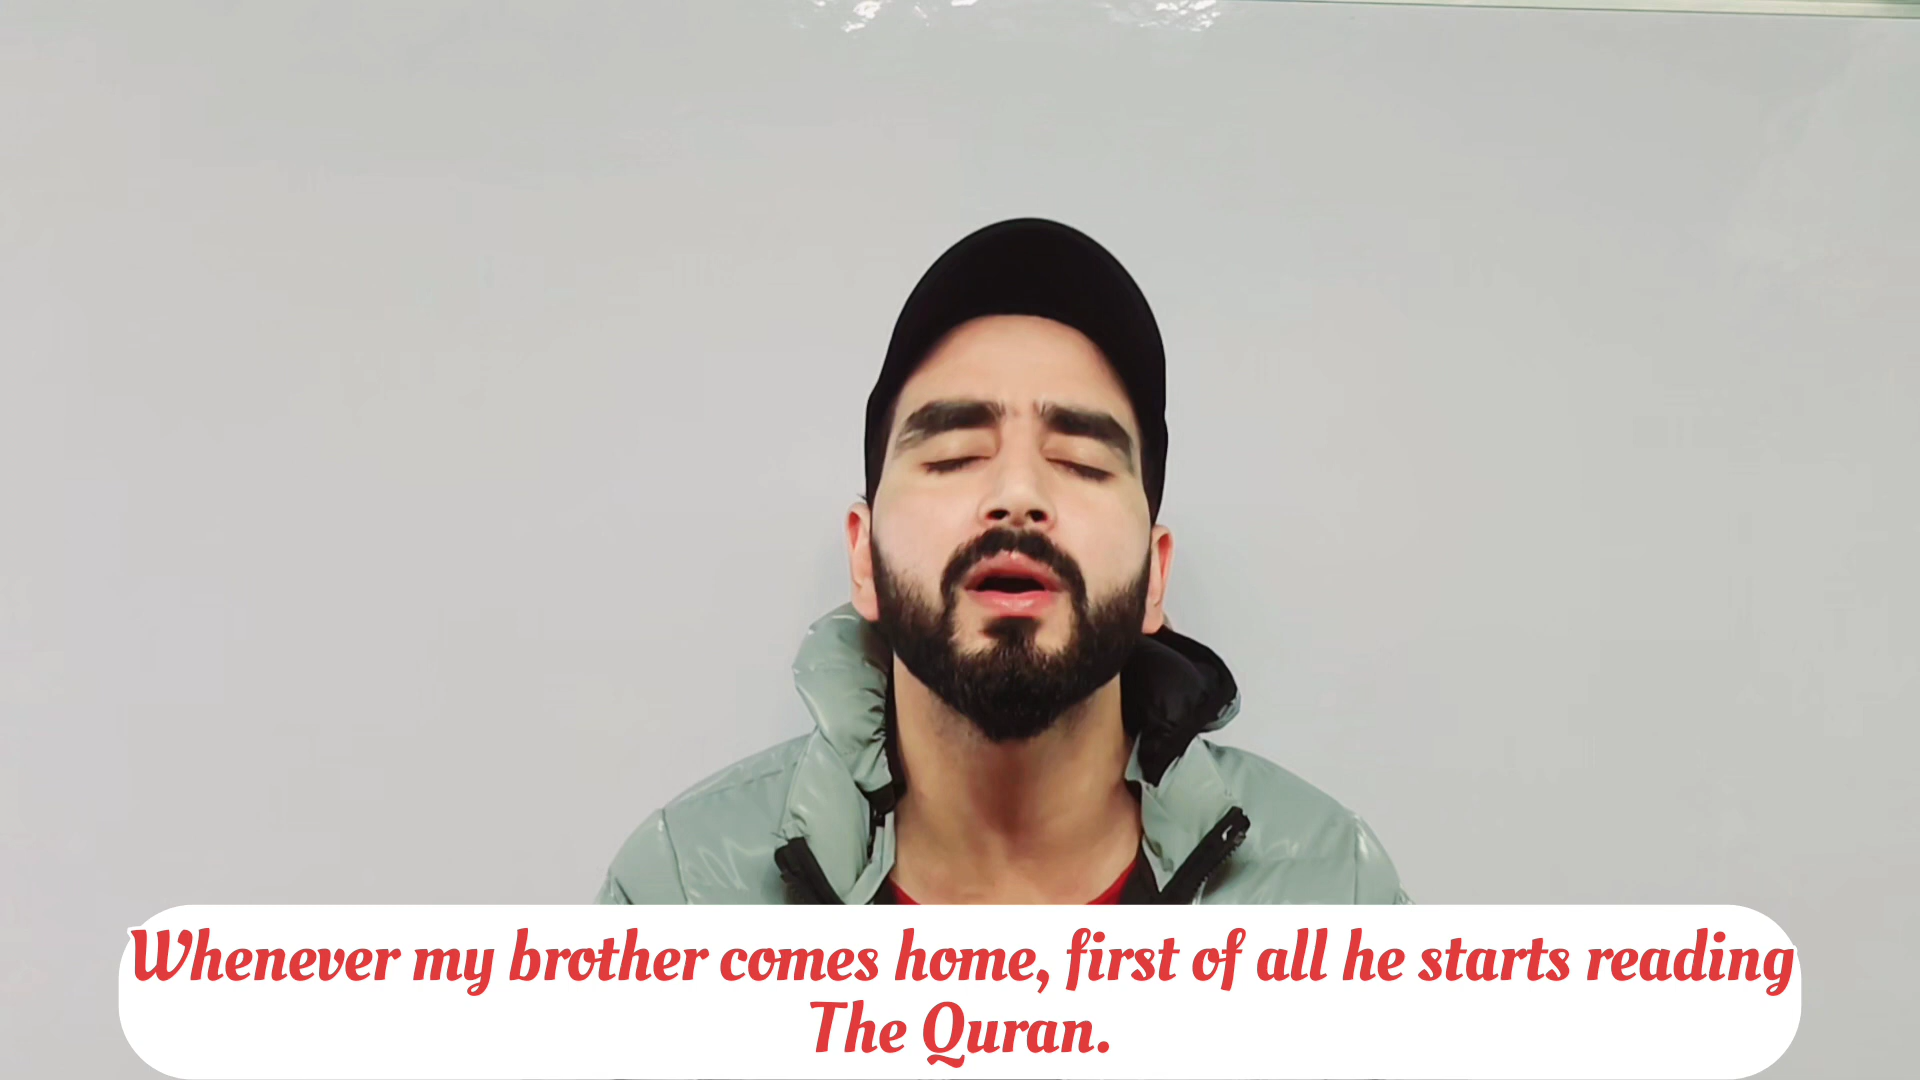 Whenever my brother comes home, first of all he starts reading
The Quran.